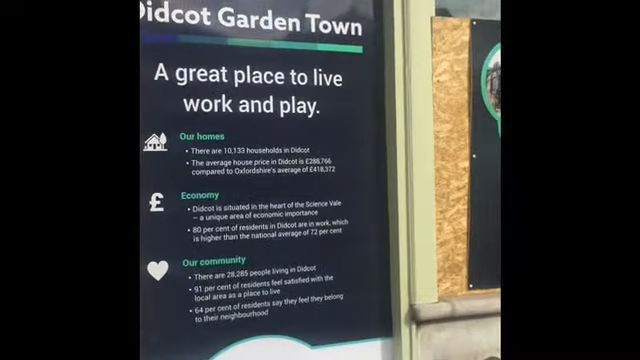 Didcot Garden Town
A great place to live
work and play.
Our homes
• There are 10,133 households in Didcot
• The average house price in Didcot is £288,766
compared to Oxfordshire's average of £418,372
£
Economy
• Didcot is situated in the heart of the Science Vale
– a unique area of economic importance
• 80 per cent of residents in Didcot are in work, which
is higher than the national average of 72 per cent
Our community
• There are 28,285 people living in Didcot
• 91 per cent of residents feel satisfied with the
local area as a place to live
• 64 per cent of residents say they feel they belong
to their neighbourhood